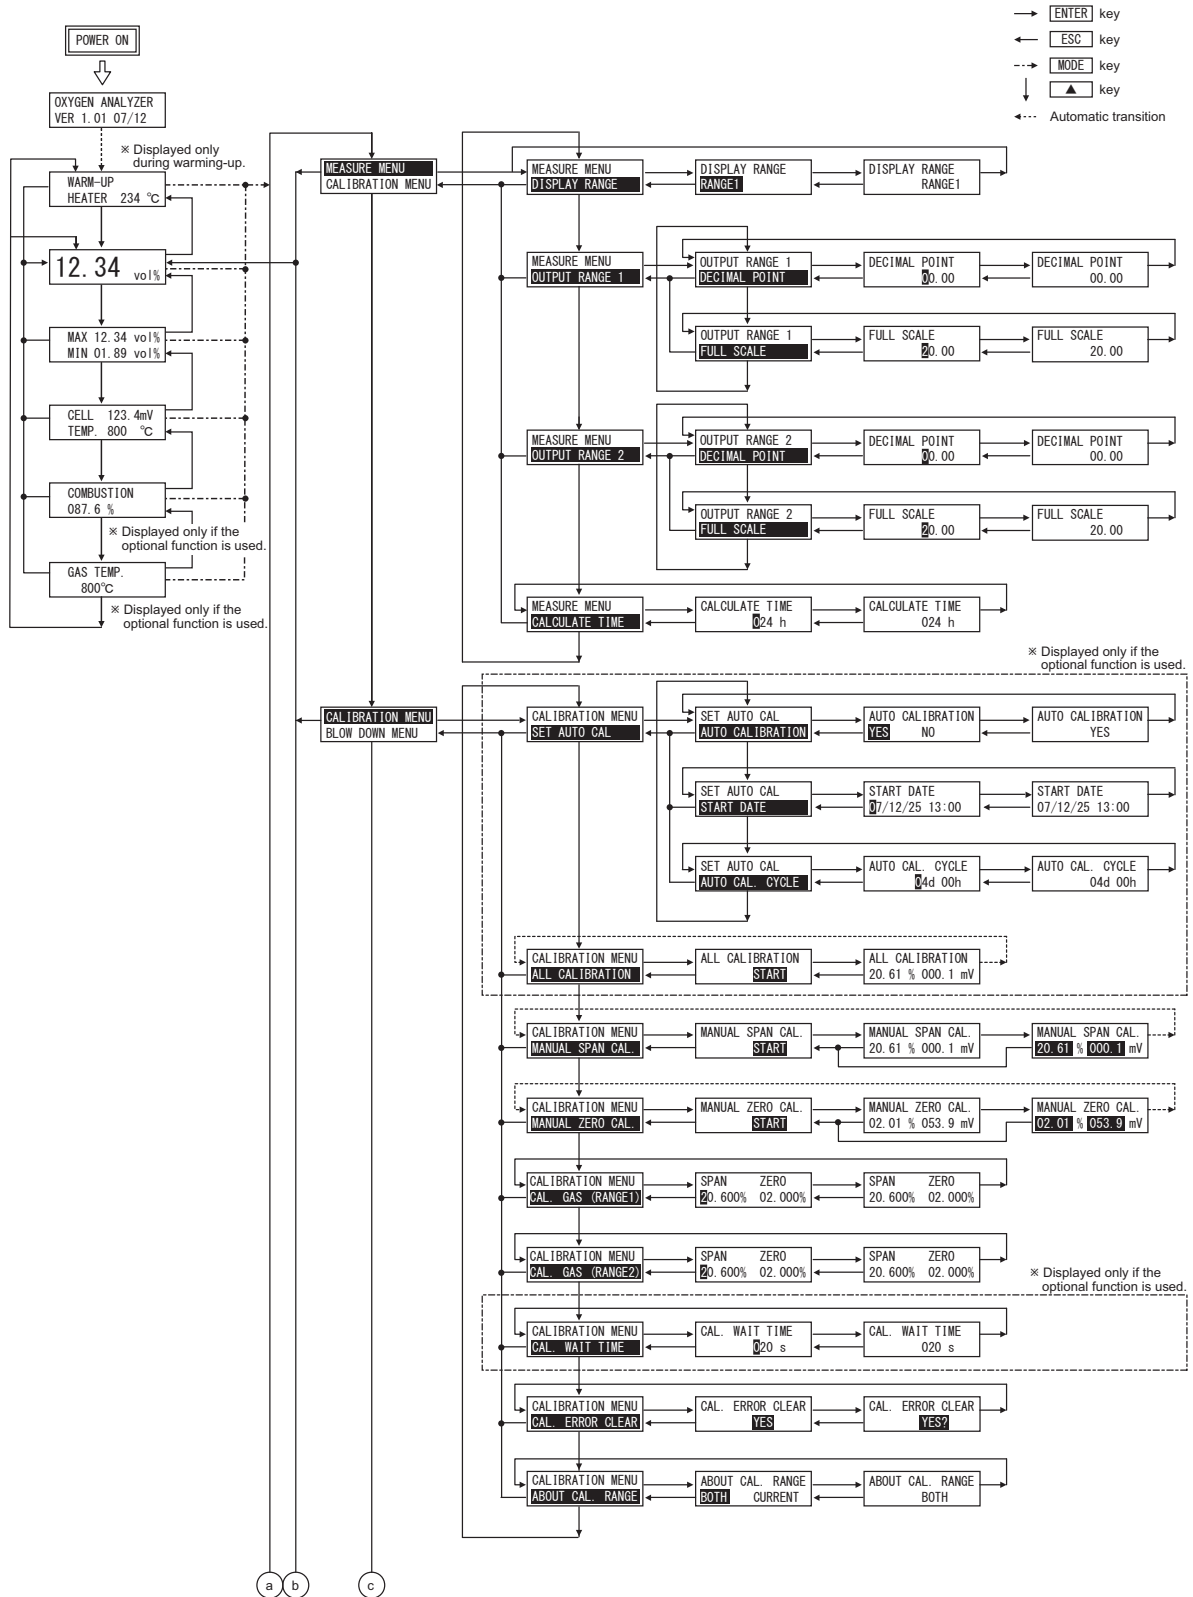 ENTER key
ESC key
MODE key
▲ key
Automatic transition
POWER ON
OXYGEN ANALYZER
VER 1.01 07/12
※ Displayed only
during warming-up.
WARM-UP
HEATER 234 ℃
12.34 vol%
MAX 12.34 vol%
MIN 01.89 vol%
CELL 123.4mV
TEMP. 800 ℃
COMBUSTION
087.6 %
※ Displayed only if the
optional function is used.
GAS TEMP.
800℃
※ Displayed only if the
optional function is used.
MEASURE MENU
CALIBRATION MENU
MEASURE MENU
DISPLAY RANGE
DISPLAY RANGE
RANGE1
DISPLAY RANGE
RANGE1
MEASURE MENU
OUTPUT RANGE 1
OUTPUT RANGE 1
DECIMAL POINT
DECIMAL POINT
00.00
DECIMAL POINT
00.00
OUTPUT RANGE 1
FULL SCALE
FULL SCALE
20.00
FULL SCALE
20.00
MEASURE MENU
OUTPUT RANGE 2
OUTPUT RANGE 2
DECIMAL POINT
DECIMAL POINT
00.00
DECIMAL POINT
00.00
OUTPUT RANGE 2
FULL SCALE
FULL SCALE
20.00
FULL SCALE
20.00
MEASURE MENU
CALCULATE TIME
CALCULATE TIME
024 h
CALCULATE TIME
024 h
※ Displayed only if the
optional function is used.
CALIBRATION MENU
BLOW DOWN MENU
CALIBRATION MENU
SET AUTO CAL
SET AUTO CAL
AUTO CALIBRATION
AUTO CALIBRATION
YES NO
AUTO CALIBRATION
YES
SET AUTO CAL
START DATE
START DATE
07/12/25 13:00
START DATE
07/12/25 13:00
SET AUTO CAL
AUTO CAL. CYCLE
AUTO CAL. CYCLE
04d 00h
AUTO CAL. CYCLE
04d 00h
CALIBRATION MENU
ALL CALIBRATION
ALL CALIBRATION
START
ALL CALIBRATION
20.61 % 000.1 mV
CALIBRATION MENU
MANUAL SPAN CAL.
MANUAL SPAN CAL.
START
MANUAL SPAN CAL.
20.61 % 000.1 mV
MANUAL SPAN CAL.
20.61 % 000.1 mV
CALIBRATION MENU
MANUAL ZERO CAL.
MANUAL ZERO CAL.
START
MANUAL ZERO CAL.
02.01 % 053.9 mV
MANUAL ZERO CAL.
02.01 % 053.9 mV
CALIBRATION MENU
CAL. GAS (RANGE1)
SPAN ZERO
20.600% 02.000%
SPAN ZERO
20.600% 02.000%
CALIBRATION MENU
CAL. GAS (RANGE2)
SPAN ZERO
20.600% 02.000%
SPAN ZERO
20.600% 02.000%
※ Displayed only if the
optional function is used.
CALIBRATION MENU
CAL. WAIT TIME
CAL. WAIT TIME
020 s
CAL. WAIT TIME
020 s
CALIBRATION MENU
CAL. ERROR CLEAR
CAL. ERROR CLEAR
YES
CAL. ERROR CLEAR
YES?
CALIBRATION MENU
ABOUT CAL. RANGE
ABOUT CAL. RANGE
BOTH CURRENT
ABOUT CAL. RANGE
BOTH
a b c